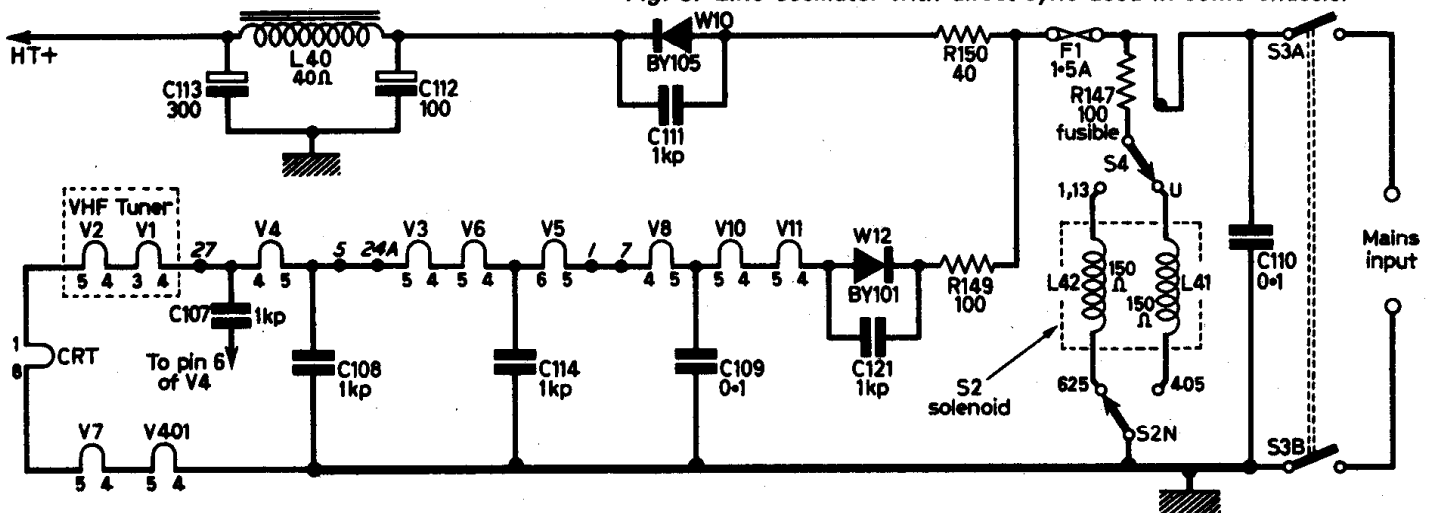 Fig. 3: Line oscillator with direct sync used in some chassis.
HT+
L40
40Ω
C113
300
C112
100
W10
BY105
C111
1kp
R150
40
F1
1·5A
R147
100
fusible
S4
S3A
Mains
input
VHF Tuner
V2
V1
27
V4
5
24A
V3
V6
V5
1
7
V8
V10
V11
W12
BY101
R149
100
1,13
U
5 4
3 4
4 5
5 4
5 4
6 5
4 5
5 4
5 4
C107
1kp
To pin 6
of V4
C108
1kp
C114
1kp
C109
0·1
C121
1kp
L42
150
Ω
150
Ω
L41
C110
0·1
1
8
CRT
S2
solenoid
625
405
S2N
S3B
V7
V401
5 4
5 4